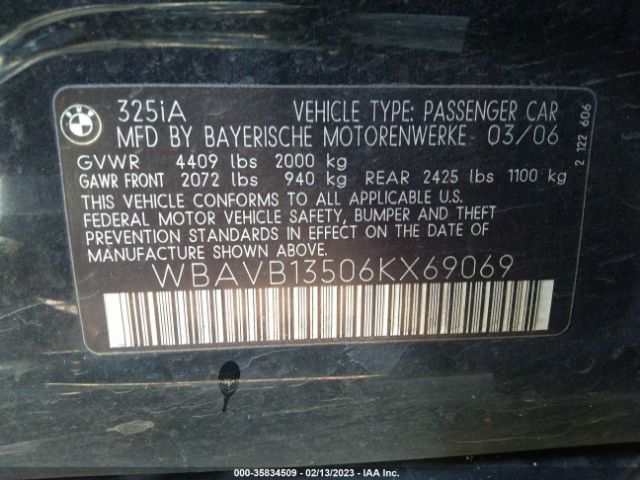 BMW
325iA VEHICLE TYPE: PASSENGER CAR
MFD BY BAYERISCHE MOTORENWERKE 03/06
GVWR 4409 lbs 2000 kg
GAWR FRONT 2072 lbs 940 kg REAR 2425 lbs 1100 kg
THIS VEHICLE CONFORMS TO ALL APPLICABLE U.S.
FEDERAL MOTOR VEHICLE SAFETY, BUMPER AND THEFT
PREVENTION STANDARDS IN EFFECT ON THE DATE OF
MANUFACTURE SHOWN ABOVE.
WBAVB13506KX69069
2 122 606
000-35834509 - 02/13/2023 - IAA Inc.